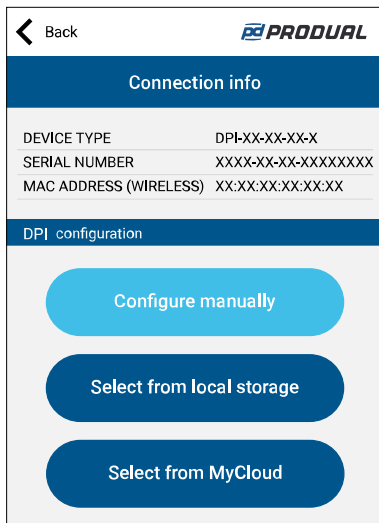 Back
pd PRODUAL
Connection info
DEVICE TYPE DPI-XX-XX-XX-X
SERIAL NUMBER XXXX-XX-XX-XXXXXXXX
MAC ADDRESS (WIRELESS) XX:XX:XX:XX:XX:XX
DPI configuration
Configure manually
Select from local storage
Select from MyCloud